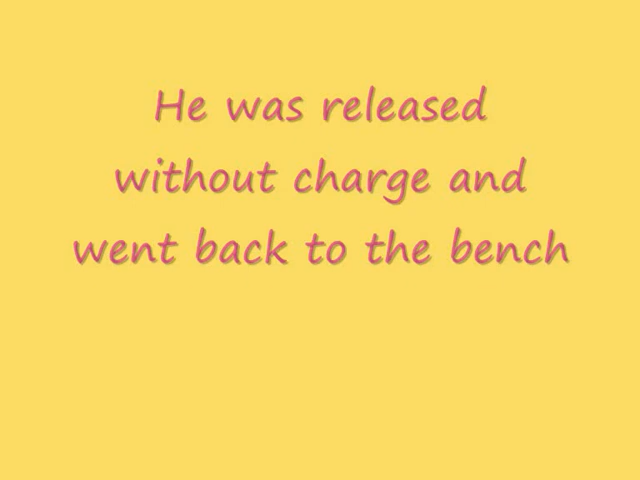 He was released
without charge and
went back to the bench